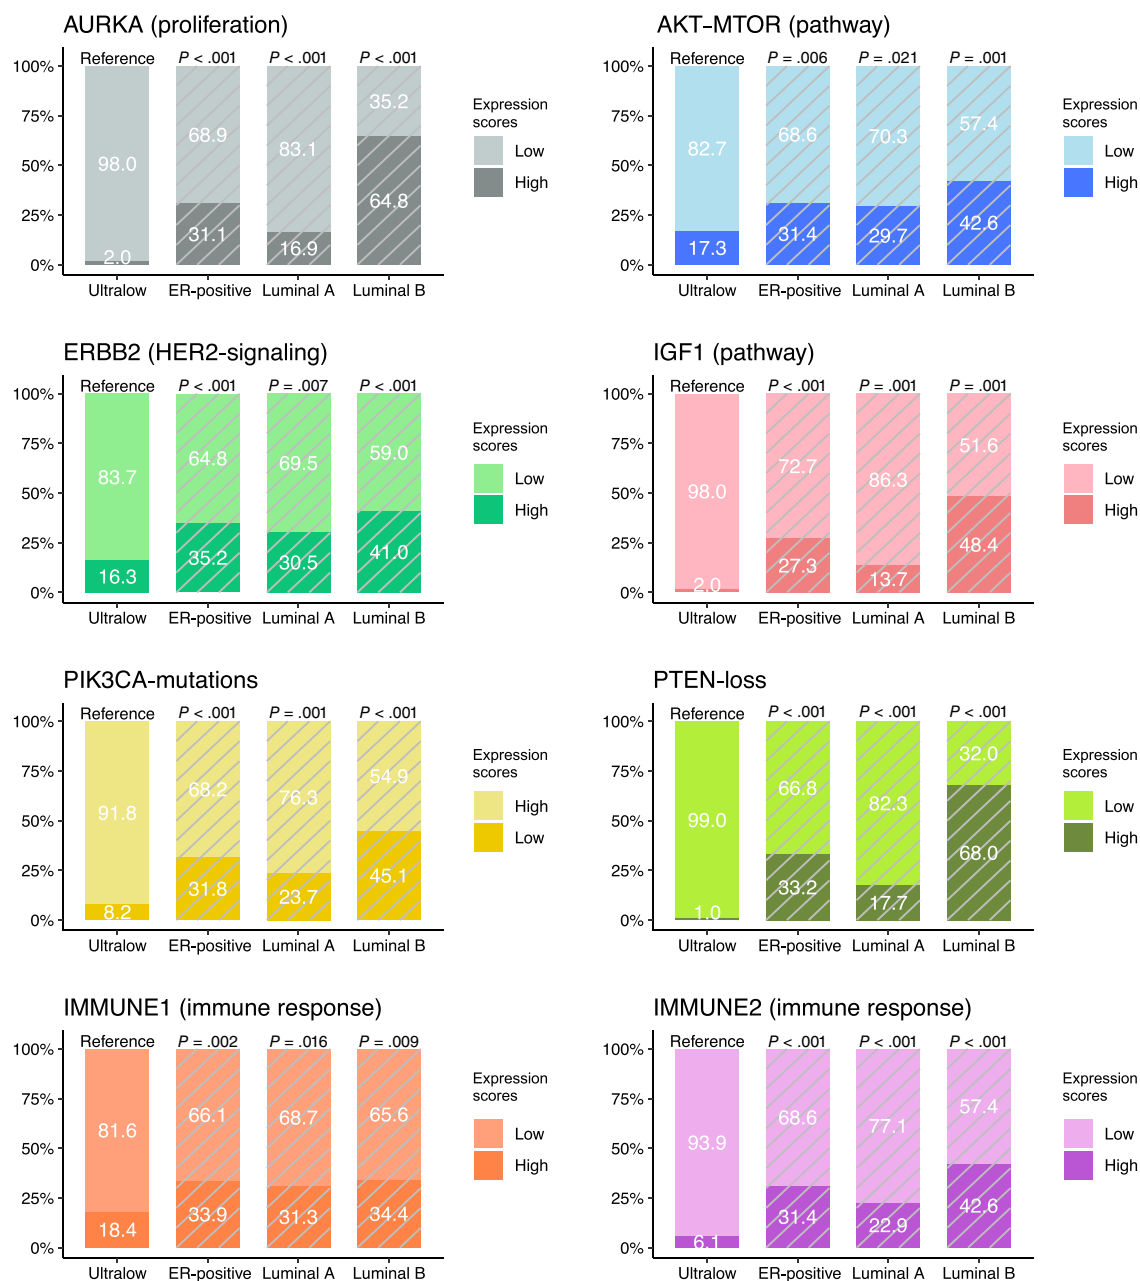 AURKA (proliferation)
Reference P < .001 P < .001 P < .001
100%
75%
50%
25%
0%
98.0 68.9 83.1 35.2
2.0 31.1 16.9 64.8
Ultralow ER-positive Luminal A Luminal B
Expression
scores
Low
High
AKT–MTOR (pathway)
Reference P = .006 P = .021 P = .001
100%
75%
50%
25%
0%
82.7 68.6 70.3 57.4
17.3 31.4 29.7 42.6
Ultralow ER-positive Luminal A Luminal B
Expression
scores
Low
High
ERBB2 (HER2-signaling)
Reference P < .001 P = .007 P < .001
100%
75%
50%
25%
0%
83.7 64.8 69.5 59.0
16.3 35.2 30.5 41.0
Ultralow ER-positive Luminal A Luminal B
Expression
scores
Low
High
IGF1 (pathway)
Reference P < .001 P = .001 P = .001
100%
75%
50%
25%
0%
98.0 72.7 86.3 51.6
2.0 27.3 13.7 48.4
Ultralow ER-positive Luminal A Luminal B
Expression
scores
Low
High
PIK3CA-mutations
Reference P < .001 P = .001 P < .001
100%
75%
50%
25%
0%
91.8 68.2 76.3 54.9
8.2 31.8 23.7 45.1
Ultralow ER-positive Luminal A Luminal B
Expression
scores
High
Low
PTEN-loss
Reference P < .001 P < .001 P < .001
100%
75%
50%
25%
0%
99.0 66.8 82.3 32.0
1.0 33.2 17.7 68.0
Ultralow ER-positive Luminal A Luminal B
Expression
scores
Low
High
IMMUNE1 (immune response)
Reference P = .002 P = .016 P = .009
100%
75%
50%
25%
0%
81.6 66.1 68.7 65.6
18.4 33.9 31.3 34.4
Ultralow ER-positive Luminal A Luminal B
Expression
scores
Low
High
IMMUNE2 (immune response)
Reference P < .001 P < .001 P < .001
100%
75%
50%
25%
0%
93.9 68.6 77.1 57.4
6.1 31.4 22.9 42.6
Ultralow ER-positive Luminal A Luminal B
Expression
scores
Low
High